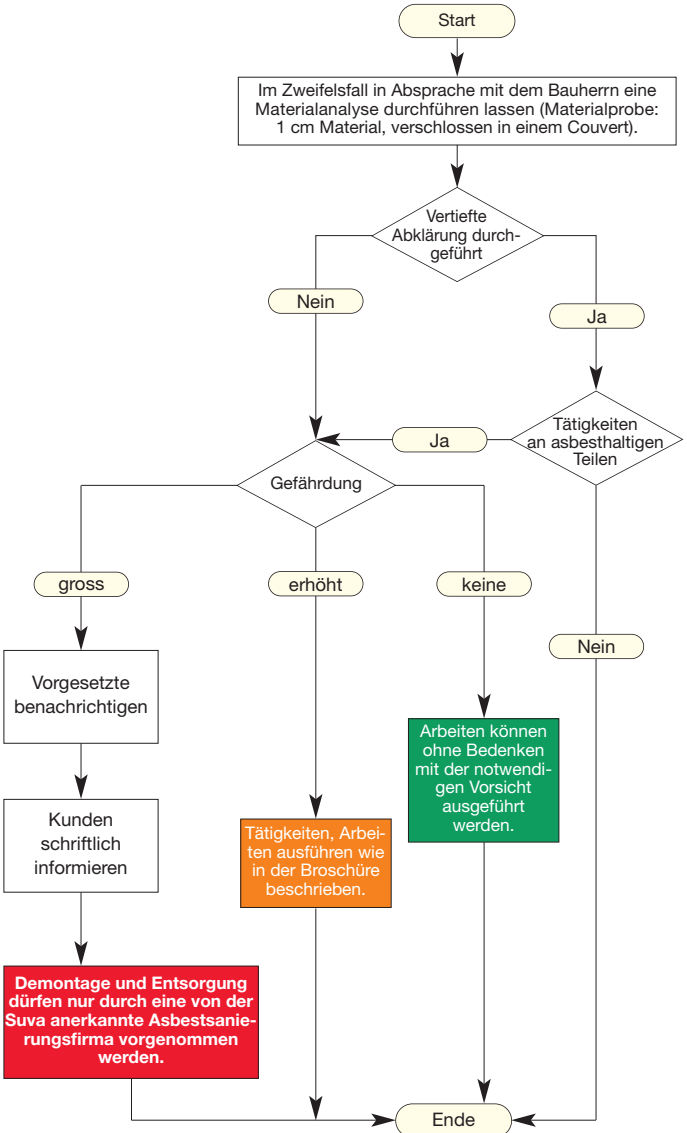 Start
Im Zweifelsfall in Absprache mit dem Bauherrn eine
Materialanalyse durchführen lassen (Materialprobe:
1 cm Material, verschlossen in einem Couvert).
Vertiefte
Abklärung durch-
geführt
Nein
Ja
Tätigkeiten
an asbesthaltigen
Teilen
Ja
Gefährdung
gross
erhöht
keine
Nein
Vorgesetzte
benachrichtigen
Arbeiten können
ohne Bedenken
mit der notwendi-
gen Vorsicht
ausgeführt
werden.
Kunden
schriftlich
informieren
Tätigkeiten, Arbei-
ten ausführen wie
in der Broschüre
beschrieben.
Demontage und Entsorgung
dürfen nur durch eine von der
Suva anerkannte Asbestsanie-
rungsfirma vorgenommen
werden.
Ende